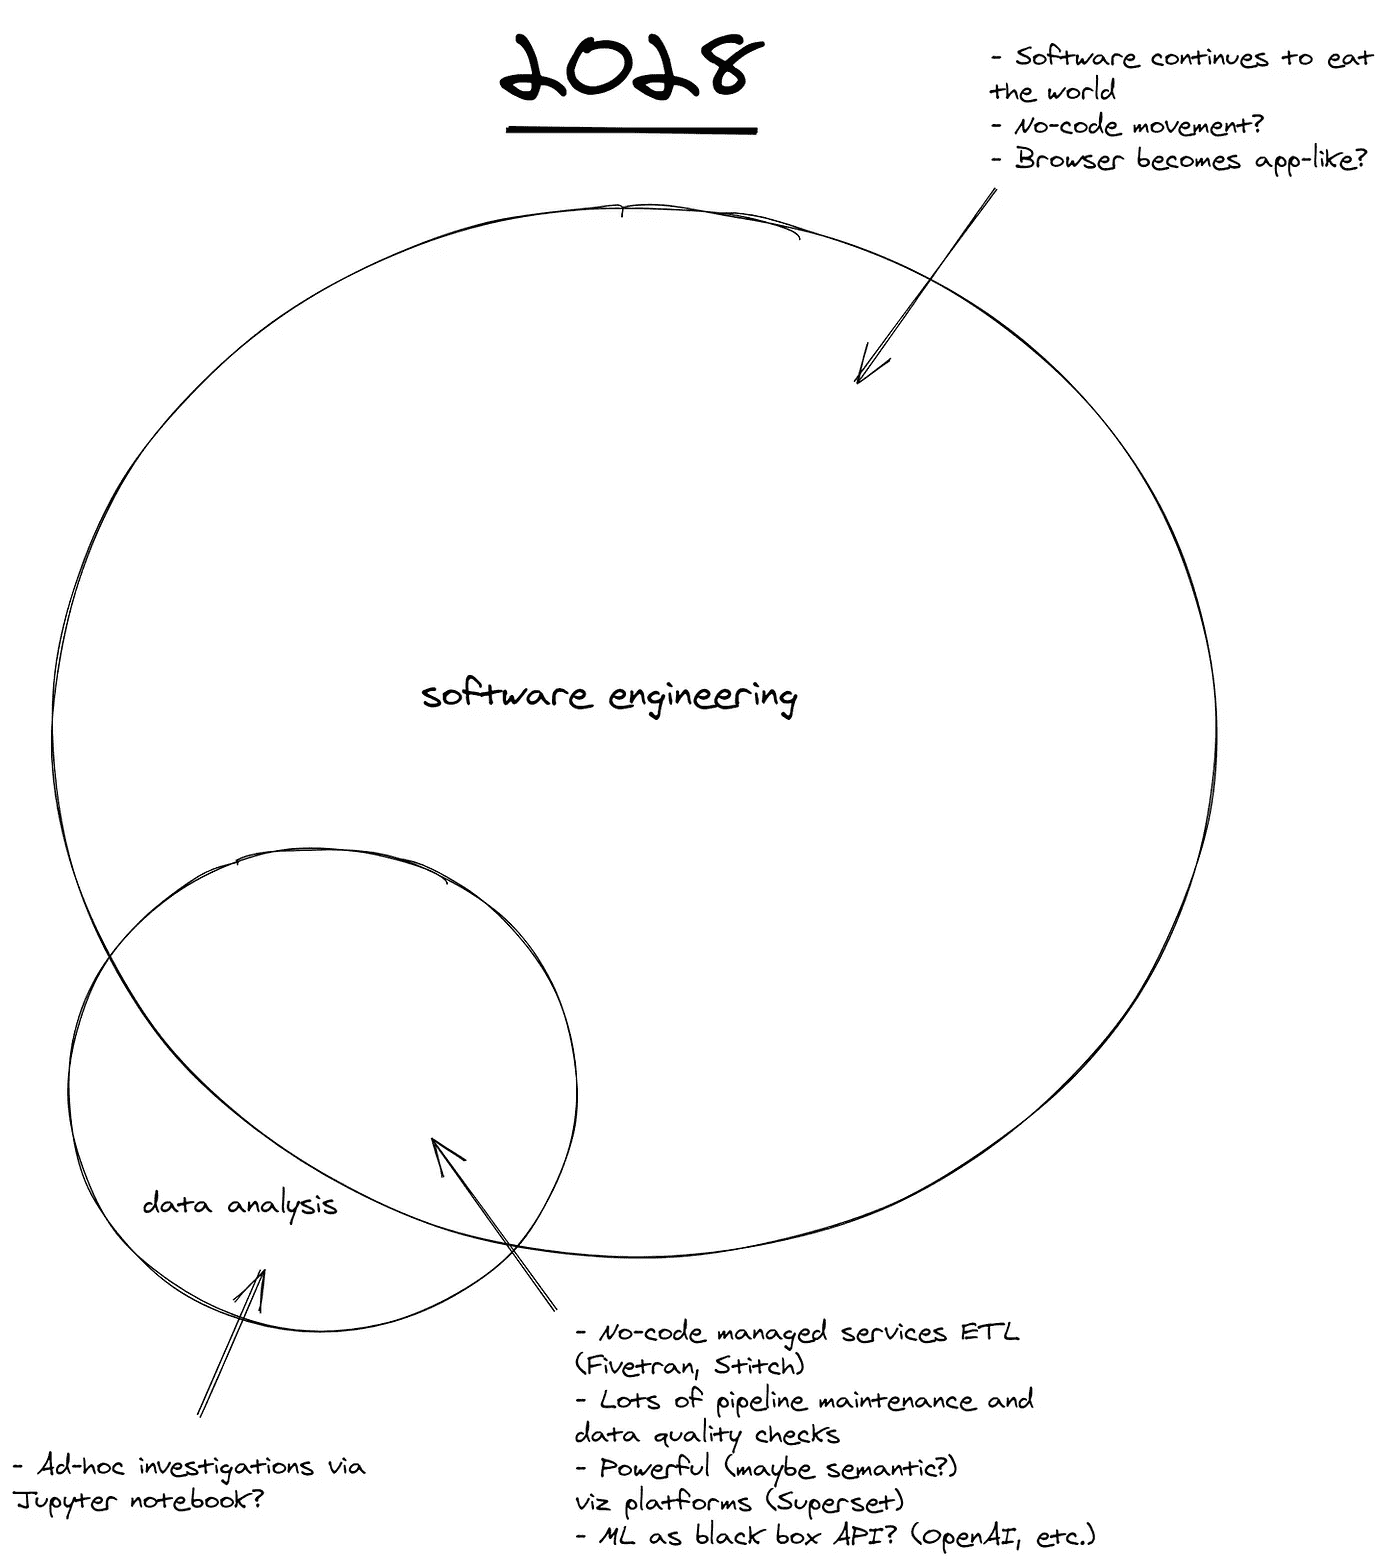 2028
- Software continues to eat
the world
- No-code movement?
- Browser becomes app-like?
software engineering
data analysis
- No-code managed services ETL
(Fivetran, Stitch)
- Lots of pipeline maintenance and
data quality checks
- Powerful (maybe semantic?)
viz platforms (Superset)
- ML as black box API? (OpenAI, etc.)
- Ad-hoc investigations via
Jupyter notebook?